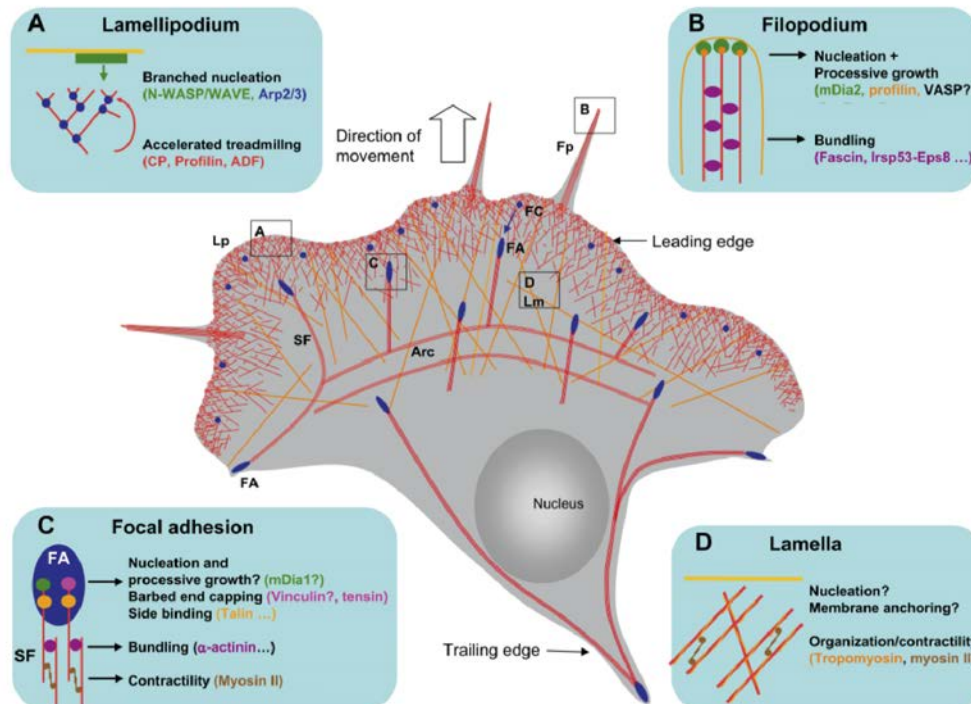 A
Lamellipodium
Branched nucleation
(N-WASP/WAVE, Arp2/3)
Accelerated treadmillng
(CP, Profilin, ADF)
B
Filopodium
Nucleation +
Processive growth
(mDia2, profilin, VASP?
Bundling
(Fascin, Irsp53-Eps8 ...)
Direction of
movement
B
Fp
Lp
A
FC
FA
Leading edge
C
D
Lm
SF
Arc
FA
Nucleus
Trailing edge
C
Focal adhesion
FA
Nucleation and
processive growth? (mDia1?)
Barbed end capping (Vinculin?, tensin)
Side binding (Talin ...)
SF
Bundling (α-actinin...)
Contractility (Myosin II)
D
Lamella
Nucleation?
Membrane anchoring?
Organization/contractility
(Tropomyosin, myosin II